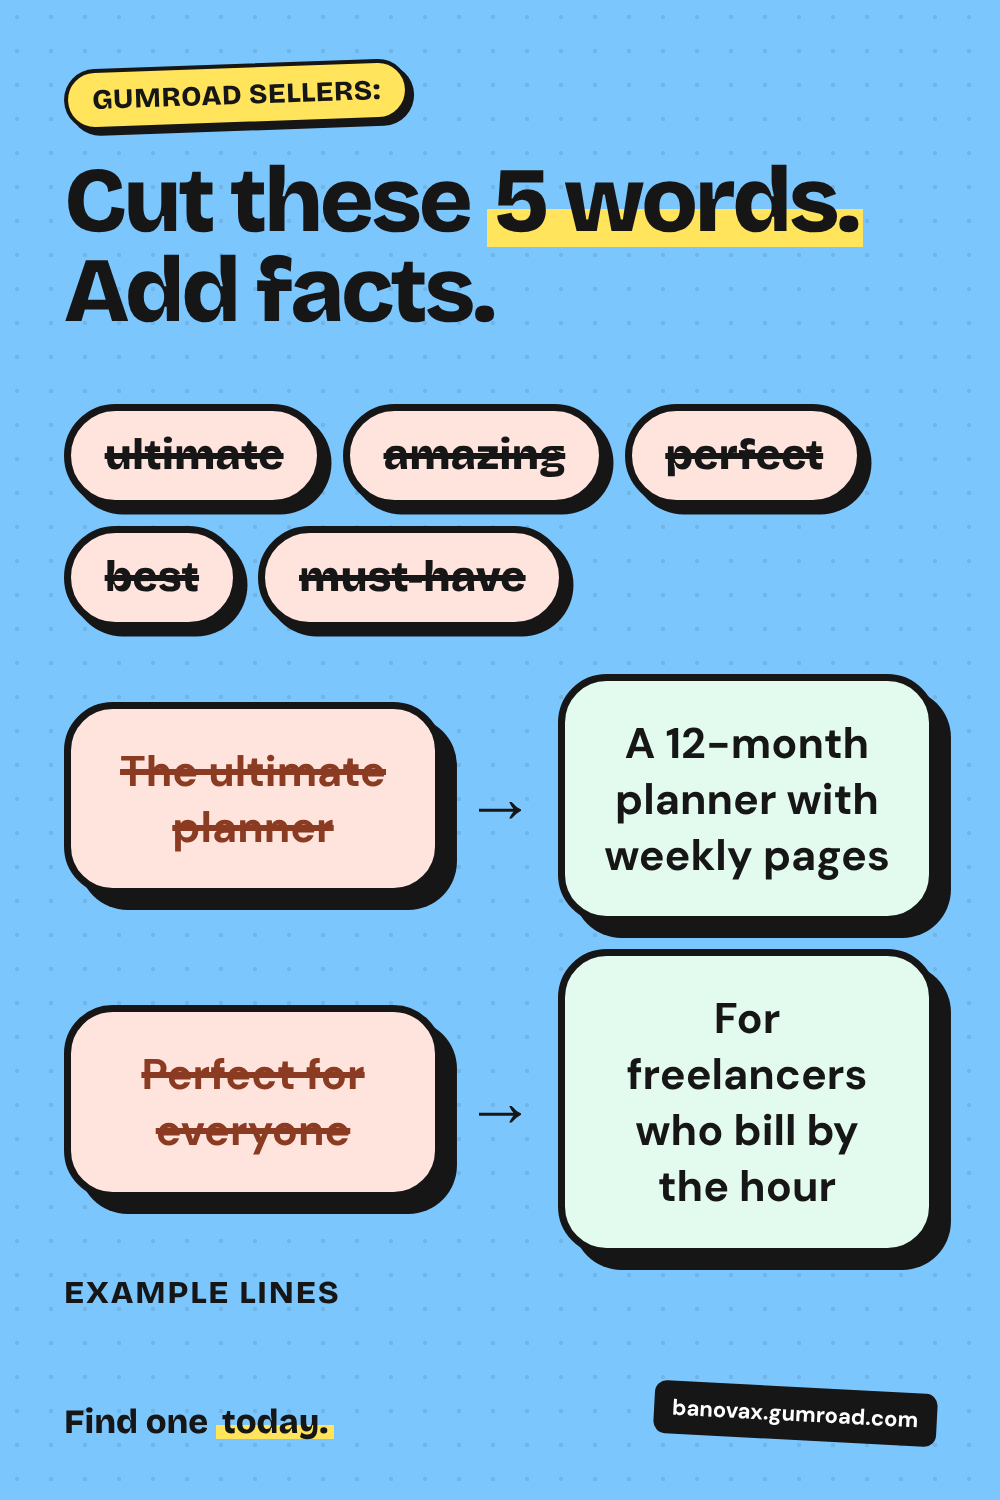 GUMROAD SELLERS:
Cut these 5 words.
Add facts.
ultimate amazing perfect
best must-have
The ultimate
planner
→
A 12-month
planner with
weekly pages
Perfect for
everyone
→
For
freelancers
who bill by
the hour
EXAMPLE LINES
Find one today.
banovax.gumroad.com